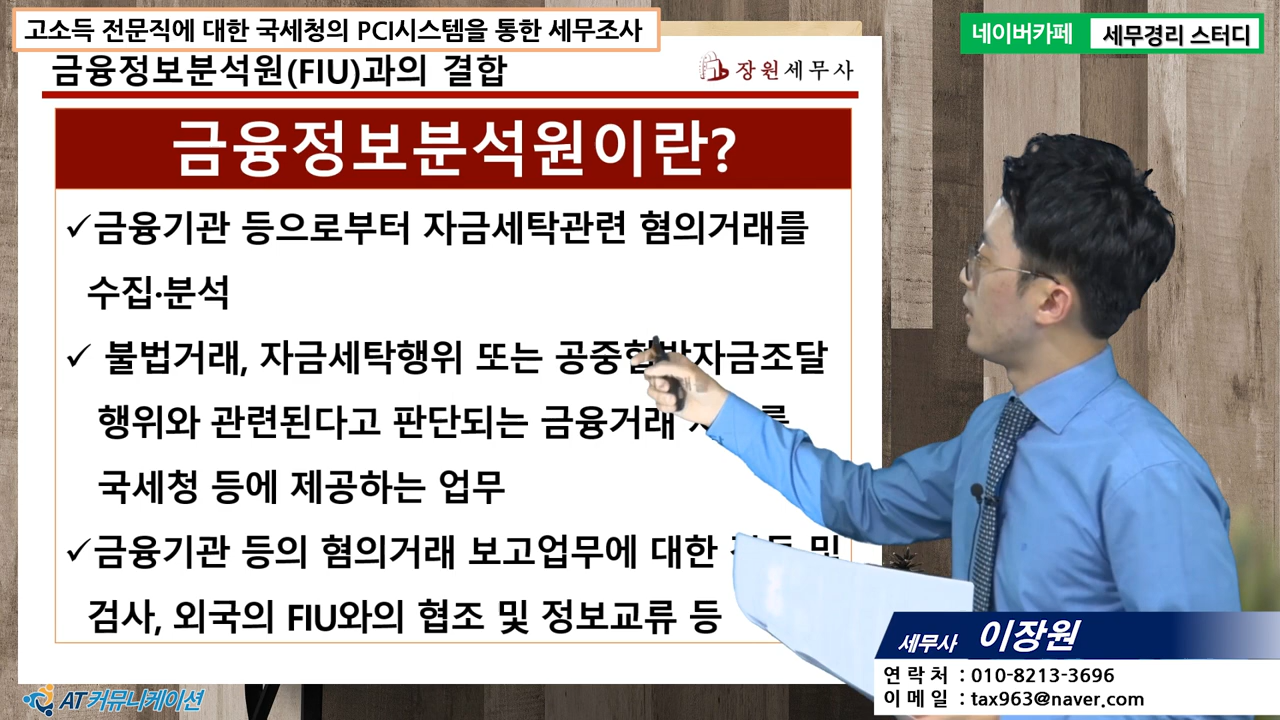 고소득 전문직에 대한 국세청의 PCI시스템을 통한 세무조사
네이버카페 세무경리 스터디
금융정보분석원(FIU)과의 결합
장원세무사
금융정보분석원이란?
✓금융기관 등으로부터 자금세탁관련 혐의거래를
수집·분석
✓ 불법거래, 자금세탁행위 또는 공중협박자금조달
행위와 관련된다고 판단되는 금융거래
국세청 등에 제공하는 업무
✓금융기관 등의 혐의거래 보고업무에 대한 및
검사, 외국의 FIU와의 협조 및 정보교류 등
세무사 이장원
연락처 : 010-8213-3696
이메일 : tax963@naver.com
AT커뮤니케이션